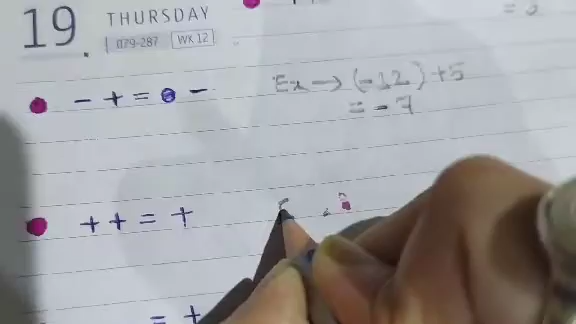 19. THURSDAY
079-287 WK 12
- + = -
Ex → (-12) + 5
= - 7
+ + = +
= +